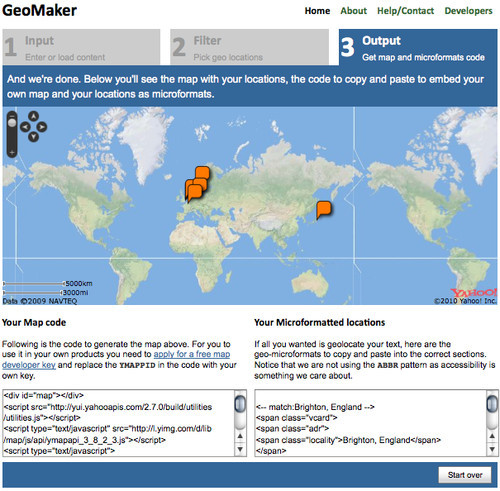 GeoMaker
Home About Help/Contact Developers
1 Input
Enter or load content
2 Filter
Pick geo locations
3 Output
Get map and microformats code
And we're done. Below you'll see the map with your locations, the code to copy and paste to embed your
own map and your locations as microformats.
5000km
3000mi
Data ©2009 NAVTEQ
YAHOO!
©2010 Yahoo! Inc.
Your Map code
Following is the code to generate the map above. For you to
use it in your own products you need to apply for a free map
developer key and replace the YMAPPID in the code with your
own key.
<div id="map"></div>
<script src="http://yui.yahooapis.com/2.7.0/build/utilities
/utilities.js"></script>
<script type="text/javascript" src="http://l.yimg.com/d/lib
/map/js/api/ymapapi_3_8_2_3.js"></script>
<script type="text/javascript">
Your Microformatted locations
If all you wanted is geolocate your text, here are the
geo-microformats to copy and paste into the correct sections.
Notice that we are not using the ABBR pattern as accessibility is
something we care about.
<!-- match:Brighton, England -->
<span class="vcard">
<span class="adr">
<span class="locality">Brighton, England</span>
</span>
Start over